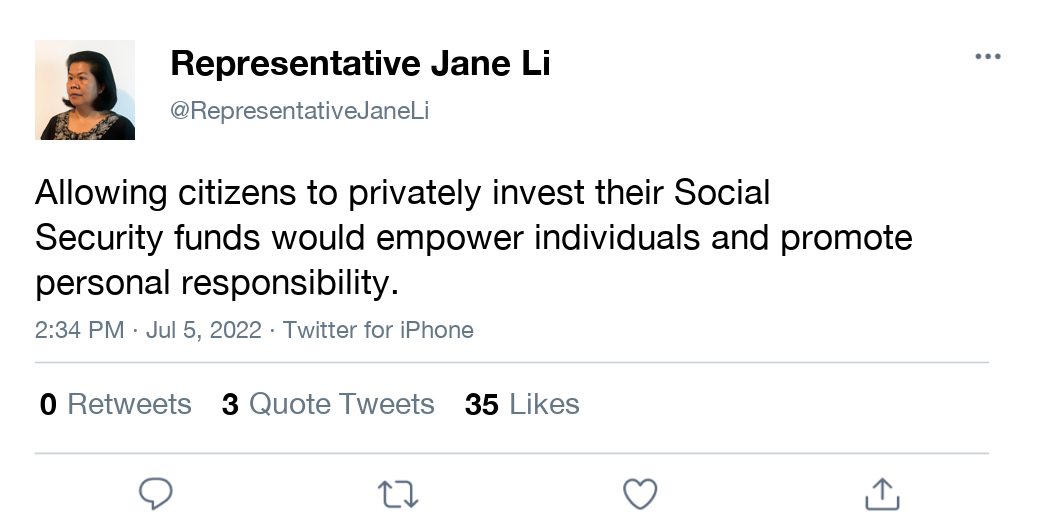 Representative Jane Li
@RepresentativeJaneLi
Allowing citizens to privately invest their Social
Security funds would empower individuals and promote
personal responsibility.
2:34 PM · Jul 5, 2022 · Twitter for iPhone
0 Retweets 3 Quote Tweets 35 Likes